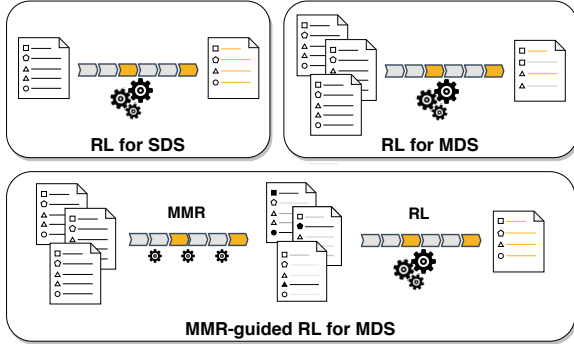 RL for SDS
RL for MDS
MMR
RL
MMR-guided RL for MDS